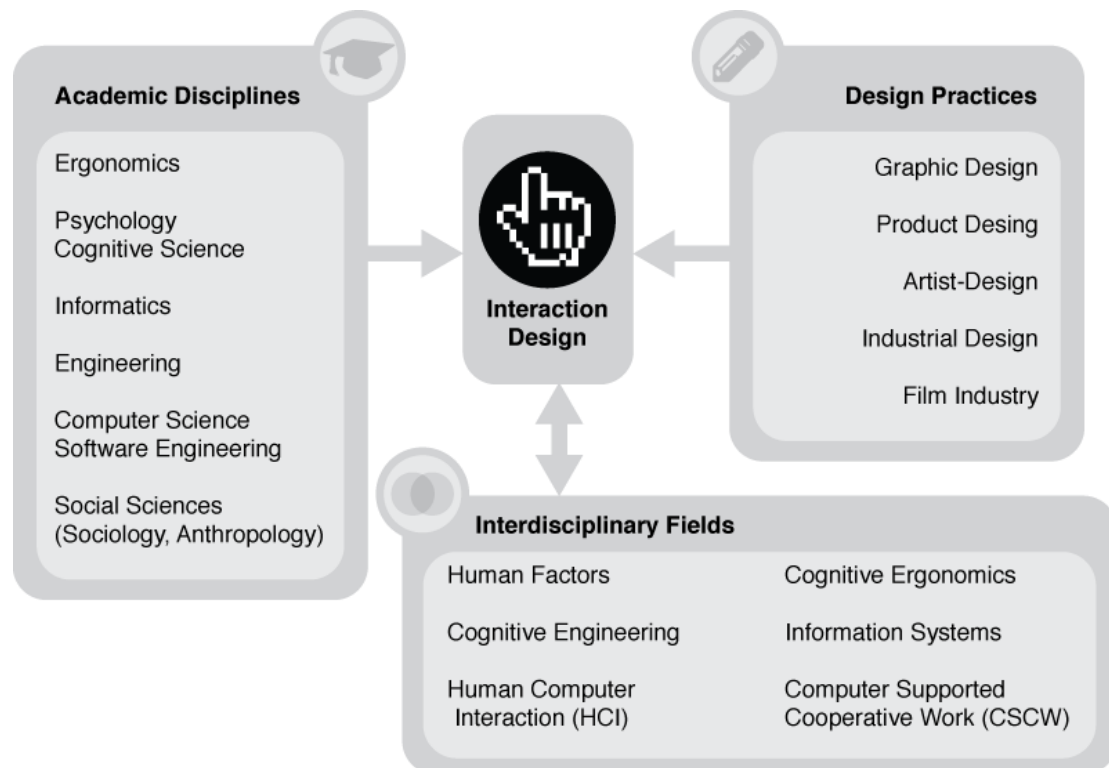 Academic Disciplines
Ergonomics
Psychology
Cognitive Science
Informatics
Engineering
Computer Science
Software Engineering
Social Sciences
(Sociology, Anthropology)
Interaction
Design
Design Practices
Graphic Design
Product Desing
Artist-Design
Industrial Design
Film Industry
Interdisciplinary Fields
Human Factors
Cognitive Engineering
Human Computer
Interaction (HCI)
Cognitive Ergonomics
Information Systems
Computer Supported
Cooperative Work (CSCW)